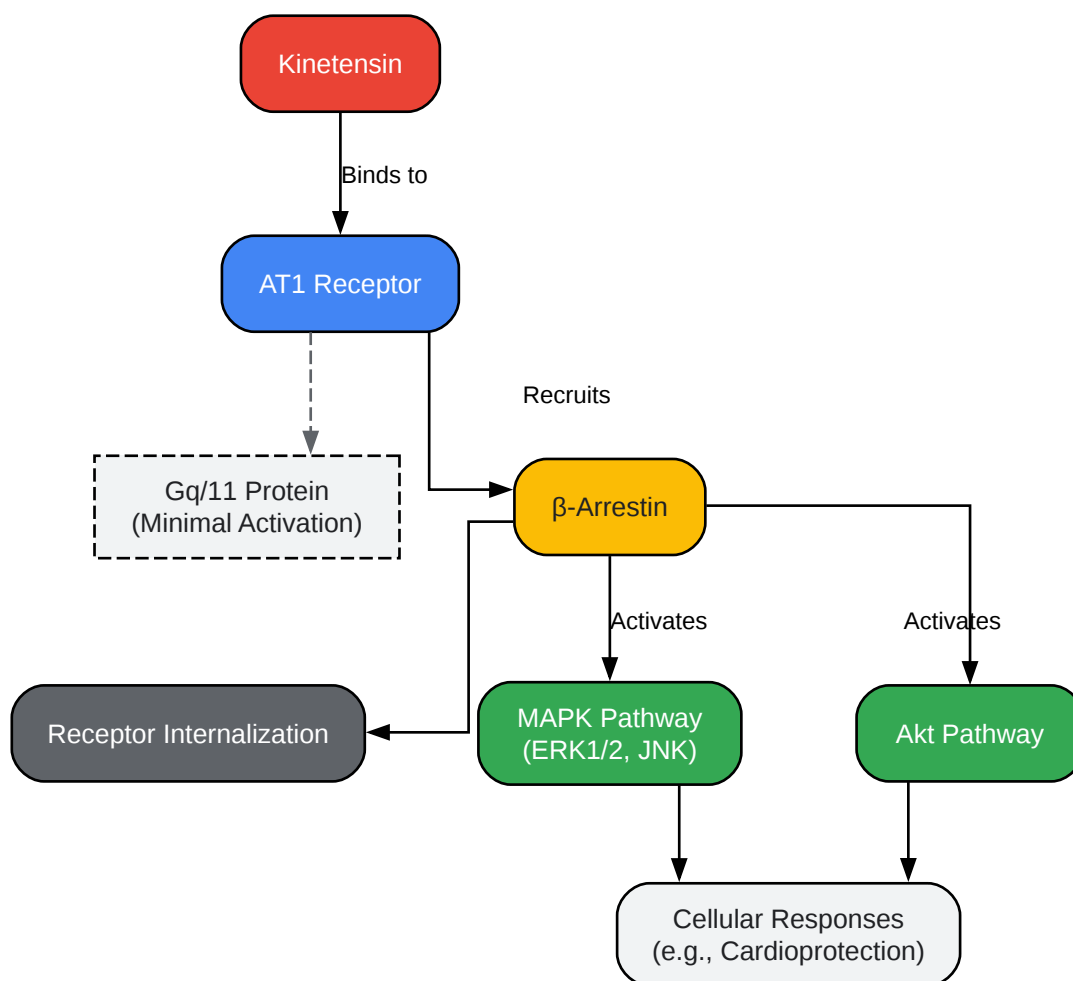 Kinetensin
Binds to
AT1 Receptor
Recruits
Gq/11 Protein
(Minimal Activation)
β-Arrestin
Activates
Activates
Receptor Internalization
MAPK Pathway
(ERK1/2, JNK)
Akt Pathway
Cellular Responses
(e.g., Cardioprotection)